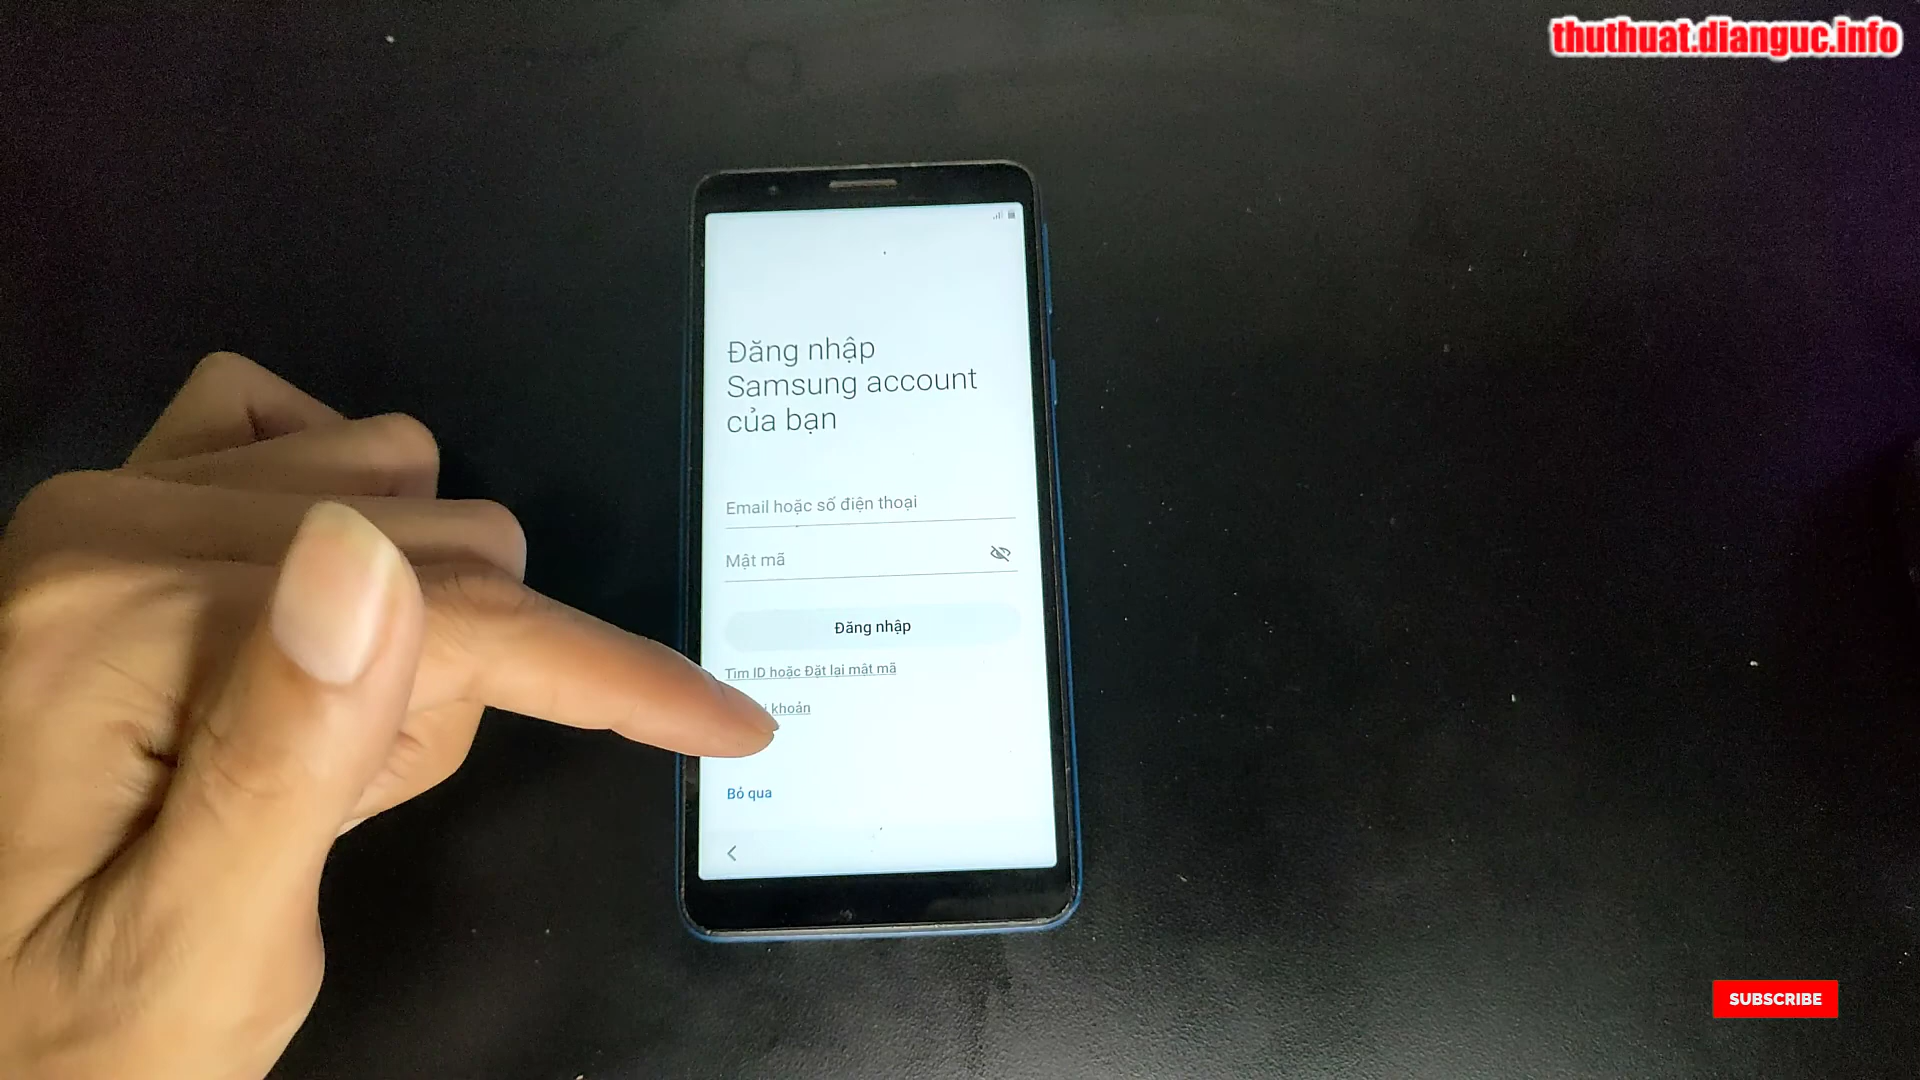 thuthuat.dianguc.info
Đăng nhập
Samsung account
của bạn
Email hoặc số điện thoại
Mật mã
Đăng nhập
Tìm ID hoặc Đặt lại mật mã
khoản
Bỏ qua
SUBSCRIBE